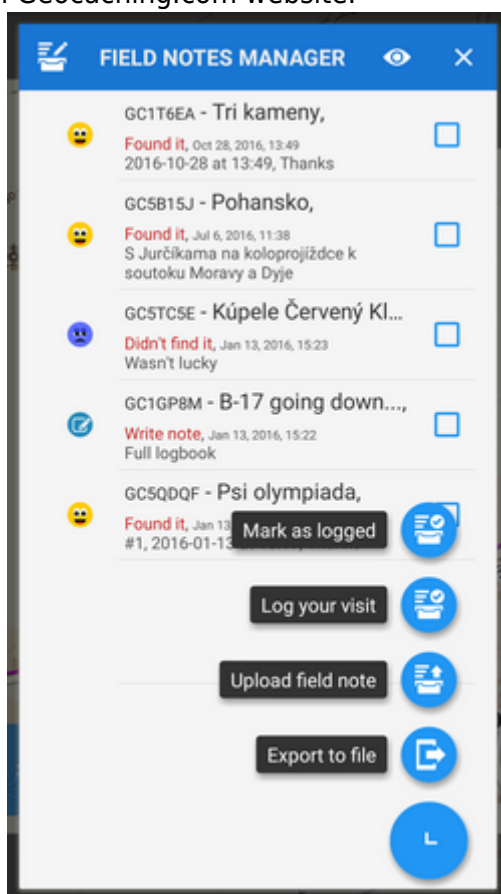 Geocaching.com website.
FIELD NOTES MANAGER
GC1T6EA - Tri kameny,
Found it, Oct 28, 2016, 13:49
2016-10-28 at 13:49, Thanks
GC5B15J - Pohansko,
Found it, Jul 6, 2016, 11:38
S Jurčíkama na koloprojíždce k
soutoku Moravy a Dyje
GC5TC5E - Kúpele Červený Kl...
Didn't find it, Jan 13, 2016, 15:23
Wasn't lucky
GC1GP8M - B-17 going down...,
Write note, Jan 13, 2016, 15:22
Full logbook
GC5QDQF - Psi olympiada,
Found it, Jan 13
#1, 2016-01-13
Mark as logged
Log your visit
Upload field note
Export to file